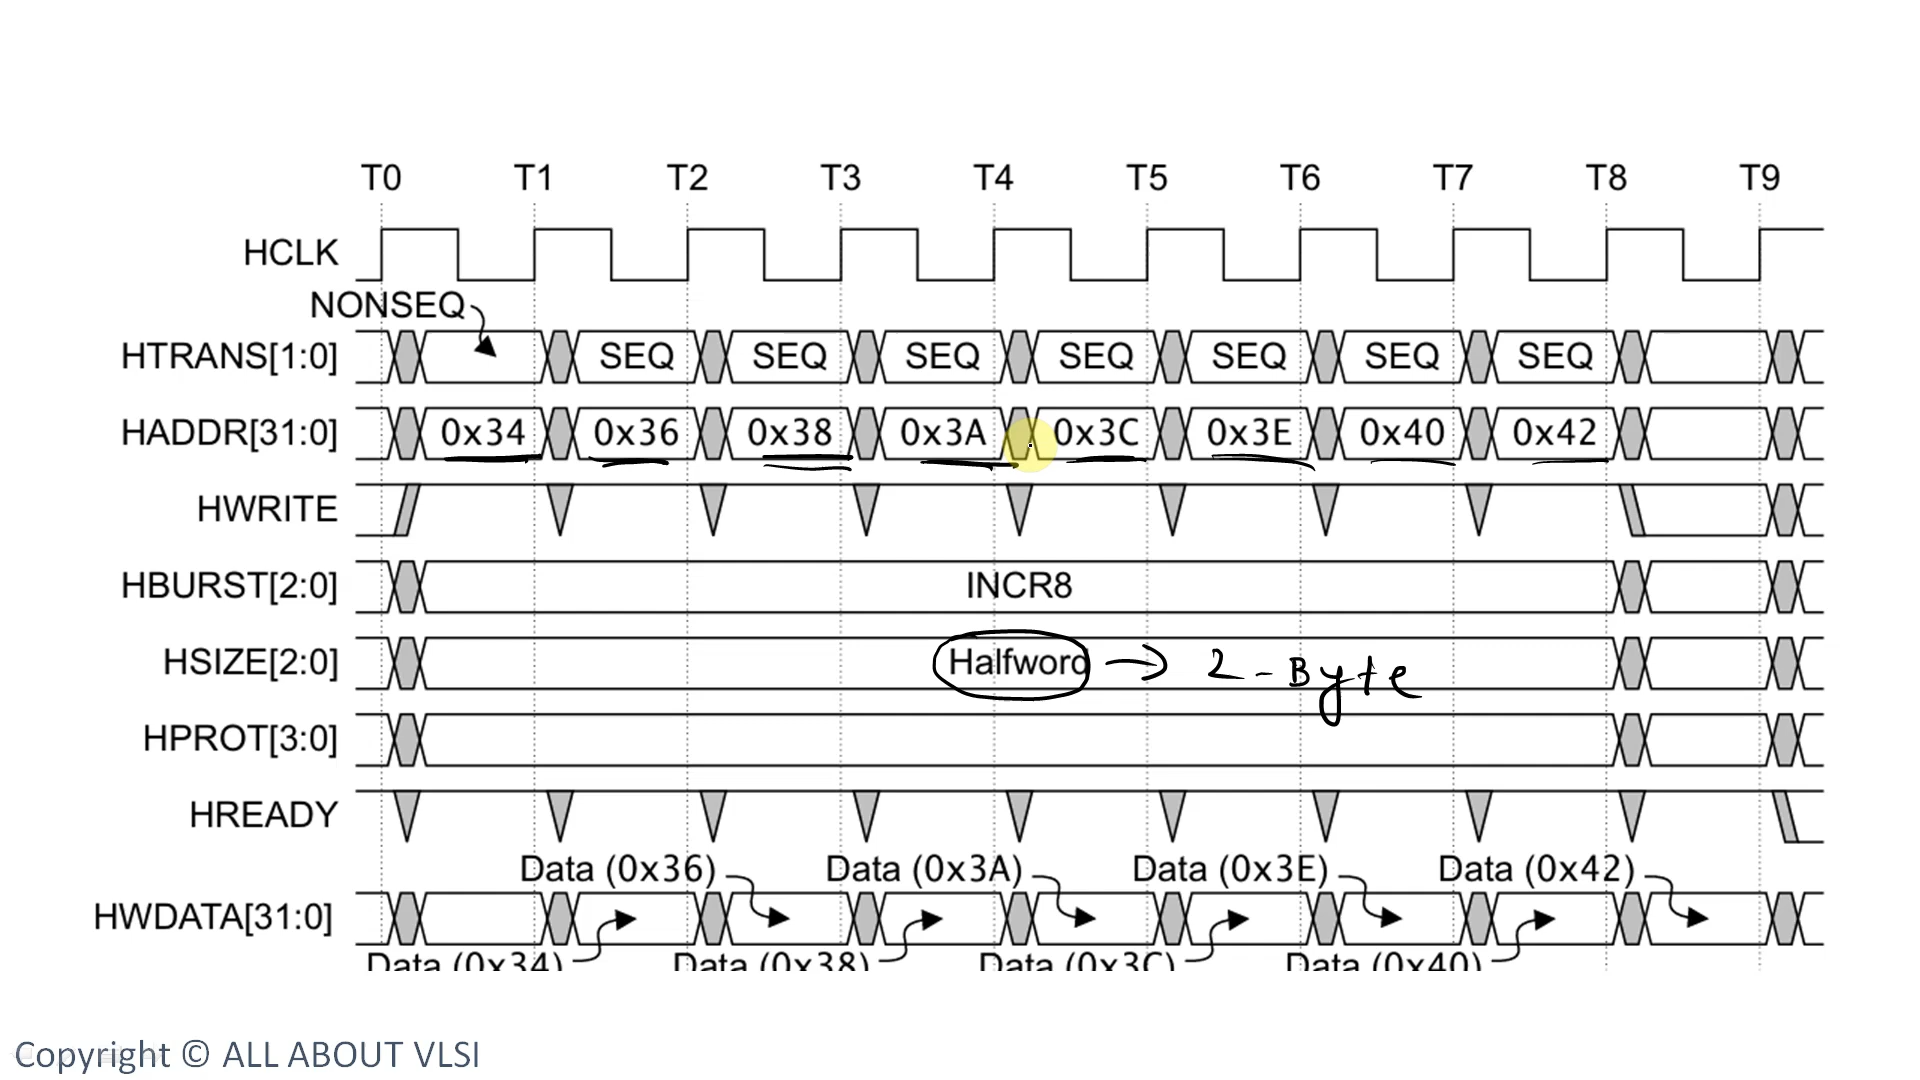 T0 T1 T2 T3 T4 T5 T6 T7 T8 T9
HCLK
NONSEQ
HTRANS[1:0] SEQ SEQ SEQ SEQ SEQ SEQ SEQ
HADDR[31:0] 0x34 0x36 0x38 0x3A 0x3C 0x3E 0x40 0x42
HWRITE
HBURST[2:0] INCR8
HSIZE[2:0] Halfword → 2-Byte
HPROT[3:0]
HREADY
Data (0x36) Data (0x3A) Data (0x3E) Data (0x42)
HWDATA[31:0]
Data (0x34) Data (0x38) Data (0x3C) Data (0x40)
Copyright © ALL ABOUT VLSI